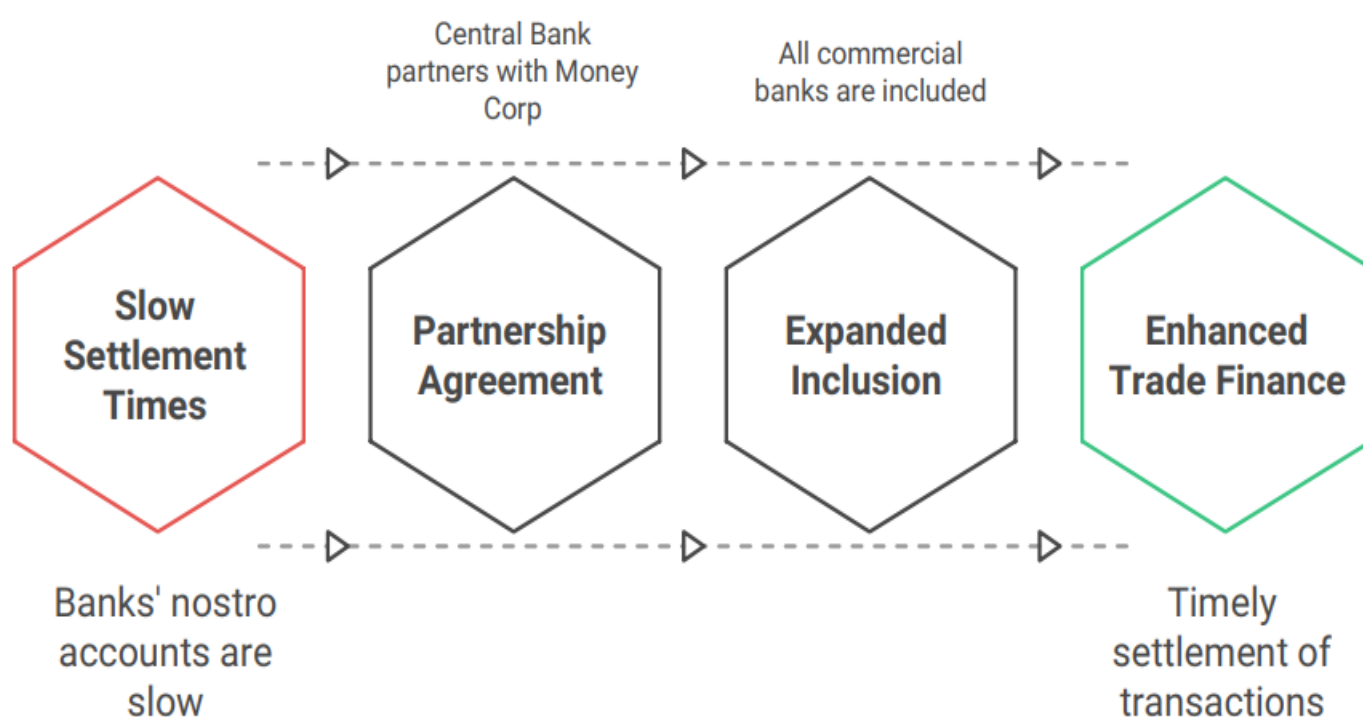 Central Bank
partners with Money
Corp
All commercial
banks are included
Slow
Settlement
Times
Partnership
Agreement
Expanded
Inclusion
Enhanced
Trade Finance
Banks' nostro
accounts are
slow
Timely
settlement of
transactions